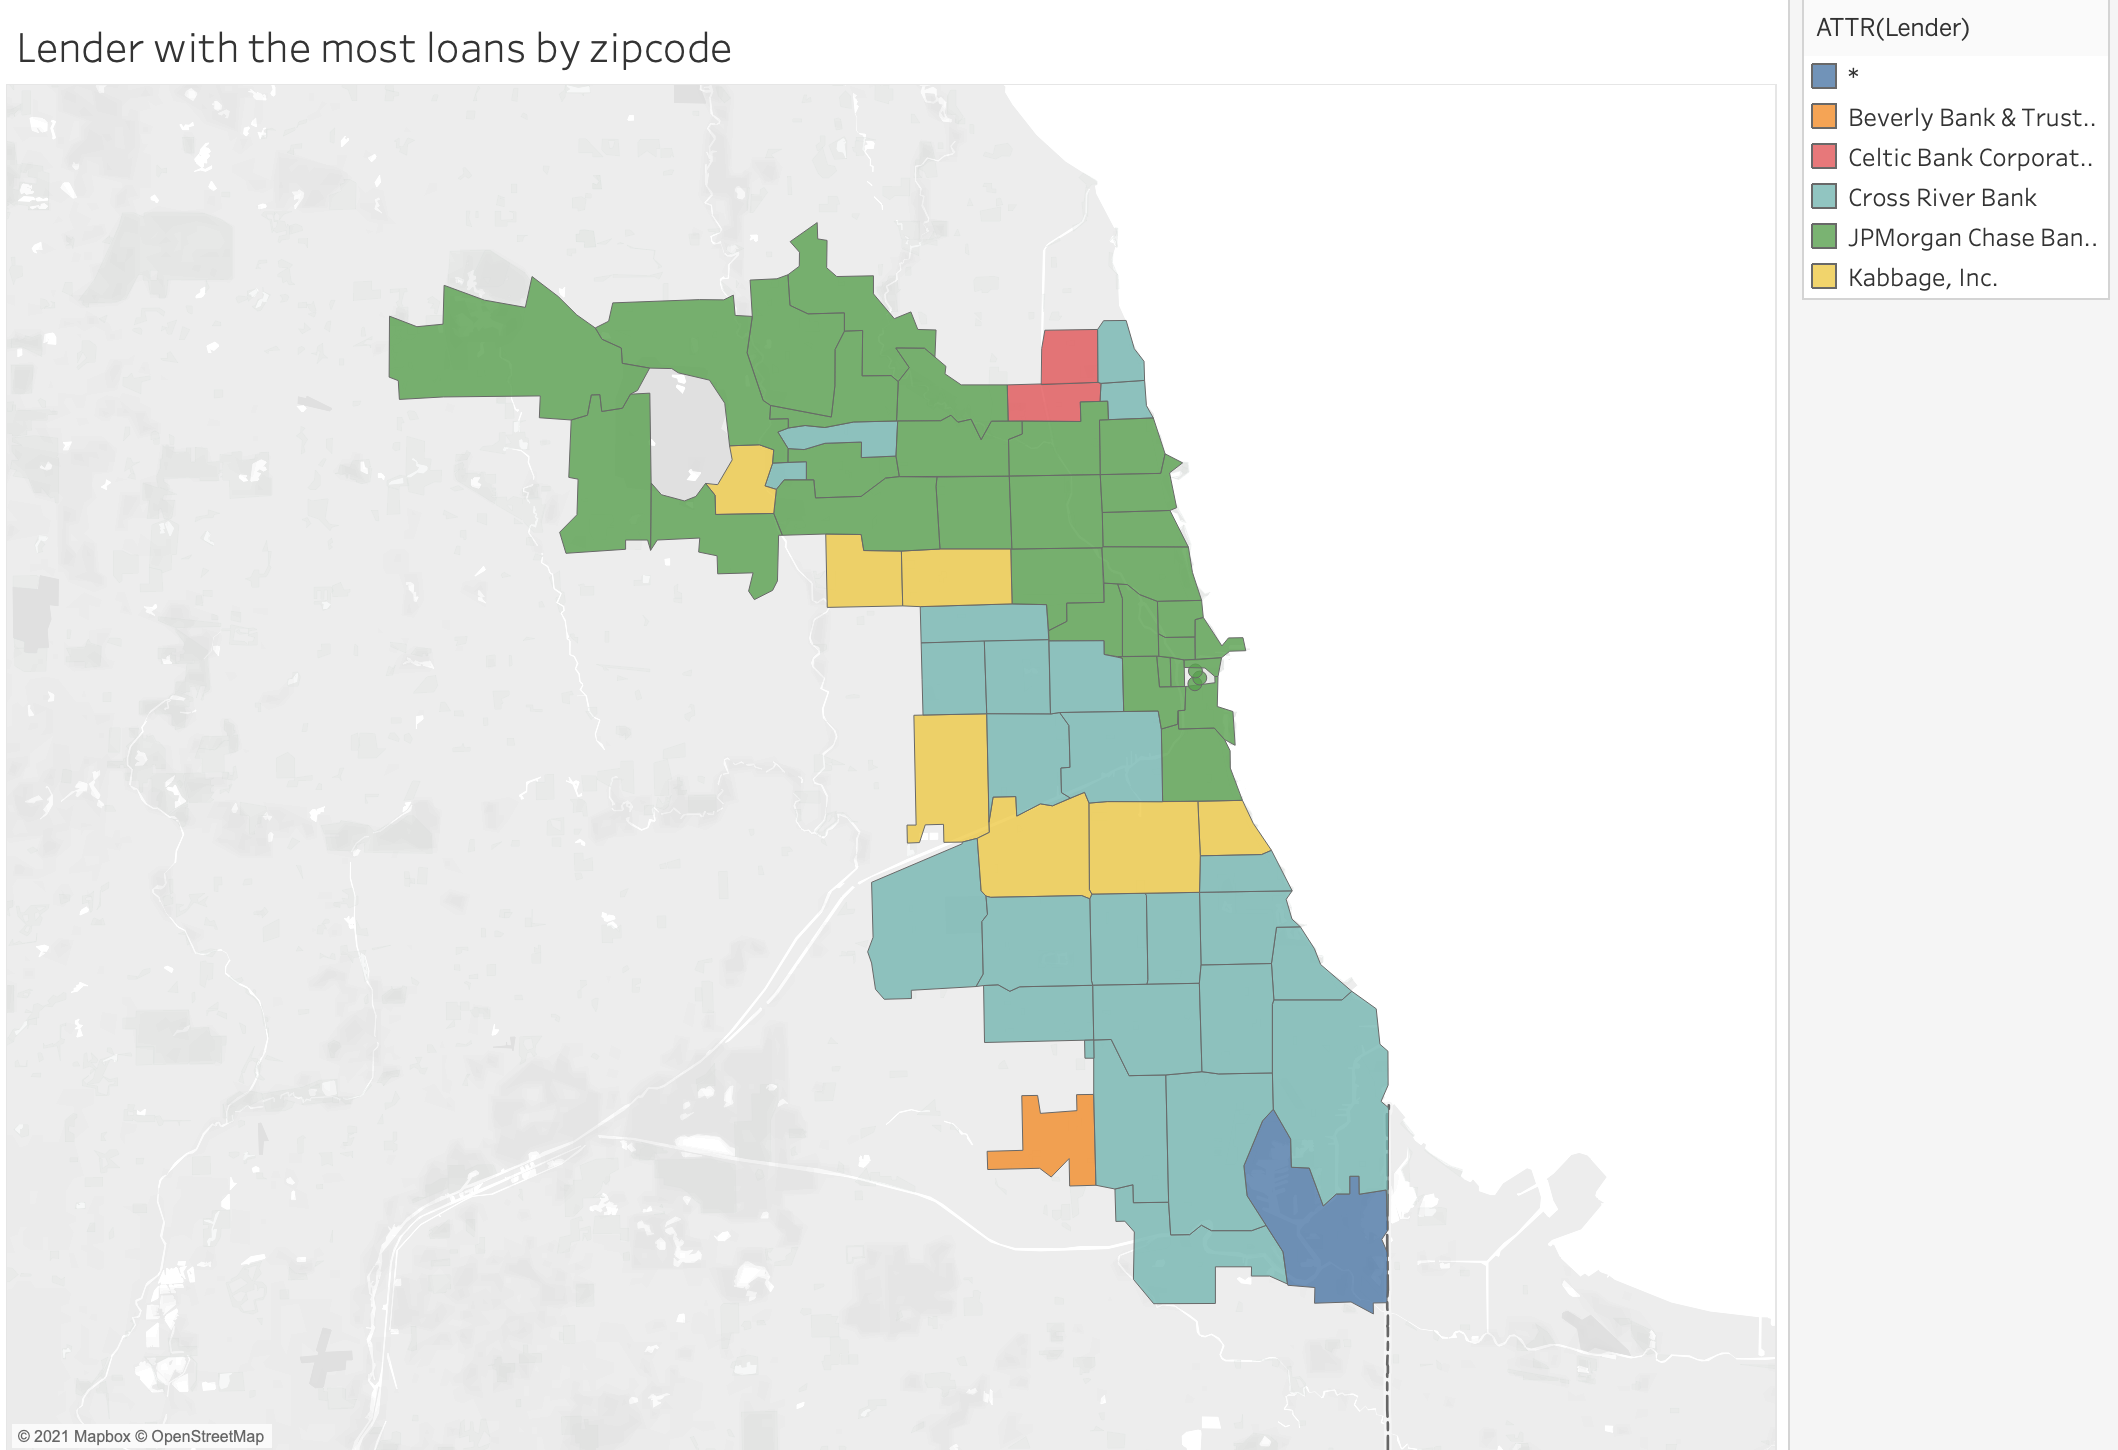 Lender with the most loans by zipcode
ATTR(Lender)
*
Beverly Bank & Trust..
Celtic Bank Corporat..
Cross River Bank
JPMorgan Chase Ban..
Kabbage, Inc.
© 2021 Mapbox © OpenStreetMap